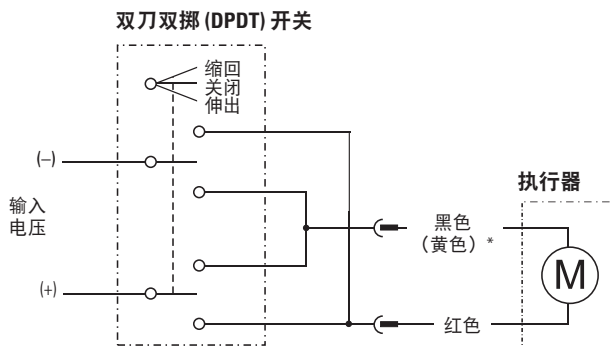 双刀双掷 (DPDT) 开关
缩回
关闭
伸出
(–)
输入
电压
(+)
黑色
（黄色）*
红色
执行器
M